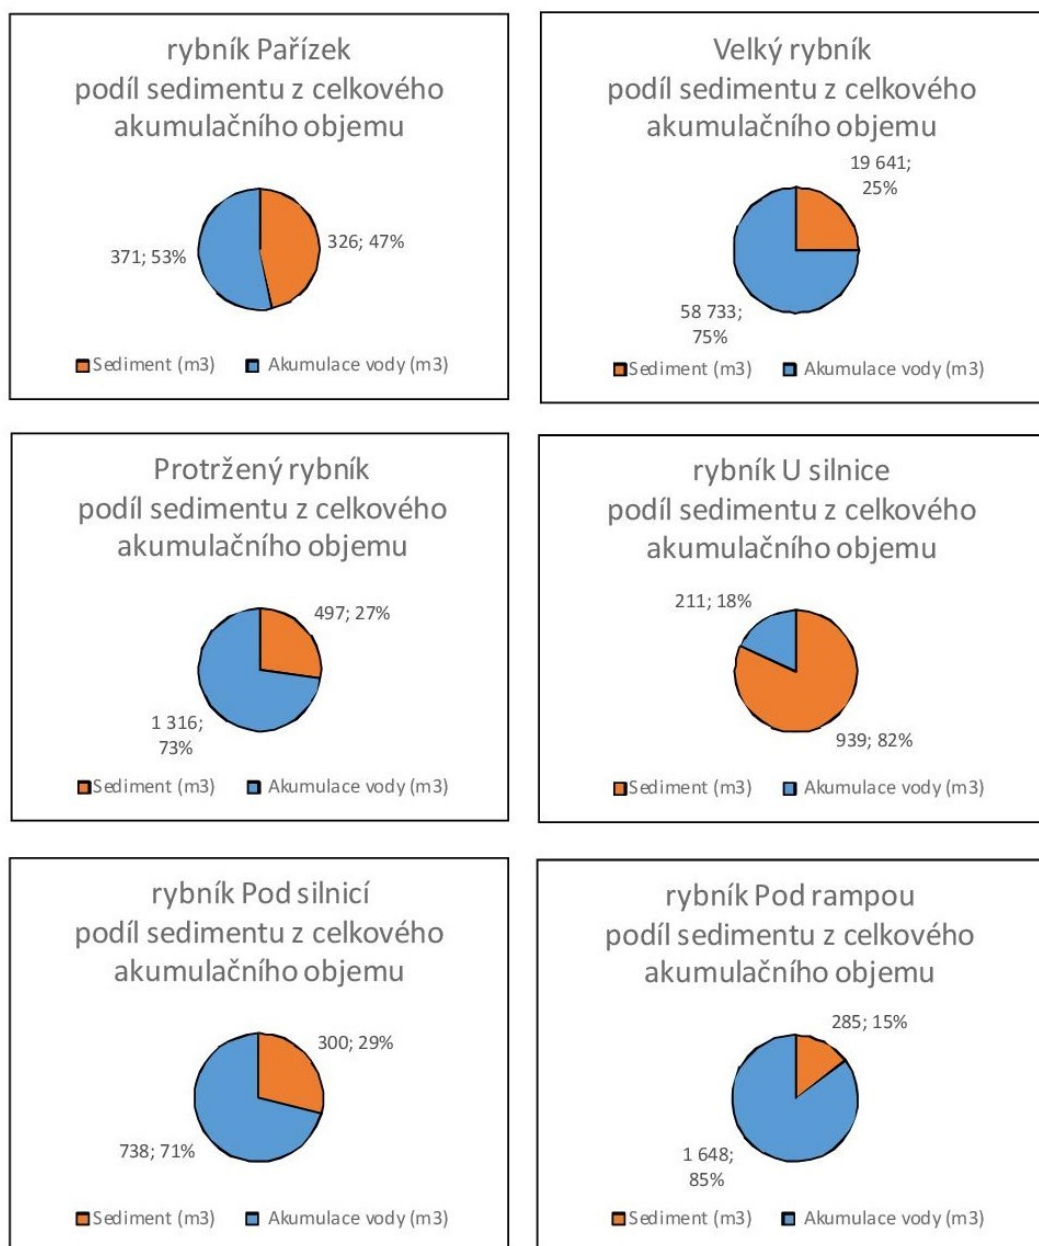 rybník Pařízek
podíl sedimentu z celkového
akumulačního objemu
326; 47%
371; 53%
Sediment (m3) Akumulace vody (m3)
Velký rybník
podíl sedimentu z celkového
akumulačního objemu
19 641;
25%
58 733;
75%
Sediment (m3) Akumulace vody (m3)
Protržený rybník
podíl sedimentu z celkového
akumulačního objemu
497; 27%
1 316;
73%
Sediment (m3) Akumulace vody (m3)
rybník U silnice
podíl sedimentu z celkového
akumulačního objemu
211; 18%
939; 82%
Sediment (m3) Akumulace vody (m3)
rybník Pod silnicí
podíl sedimentu z celkového
akumulačního objemu
300; 29%
738; 71%
Sediment (m3) Akumulace vody (m3)
rybník Pod rampou
podíl sedimentu z celkového
akumulačního objemu
285; 15%
1 648;
85%
Sediment (m3) Akumulace vody (m3)